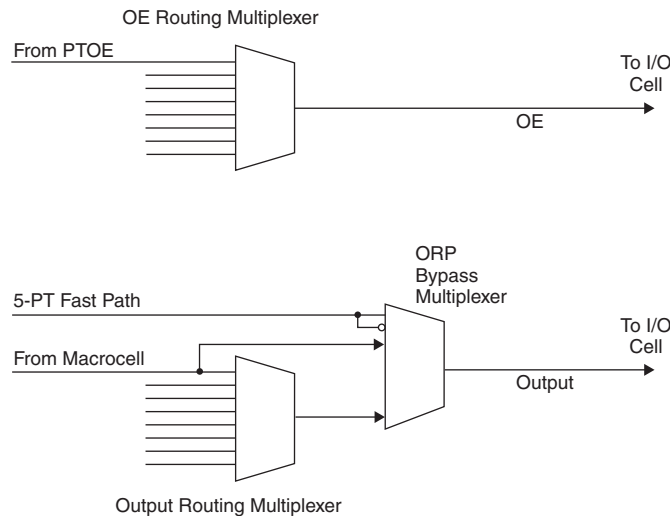 OE Routing Multiplexer
From PTOE
To I/O
Cell
OE
ORP
Bypass
Multiplexer
5-PT Fast Path
To I/O
Cell
From Macrocell
Output
Output Routing Multiplexer